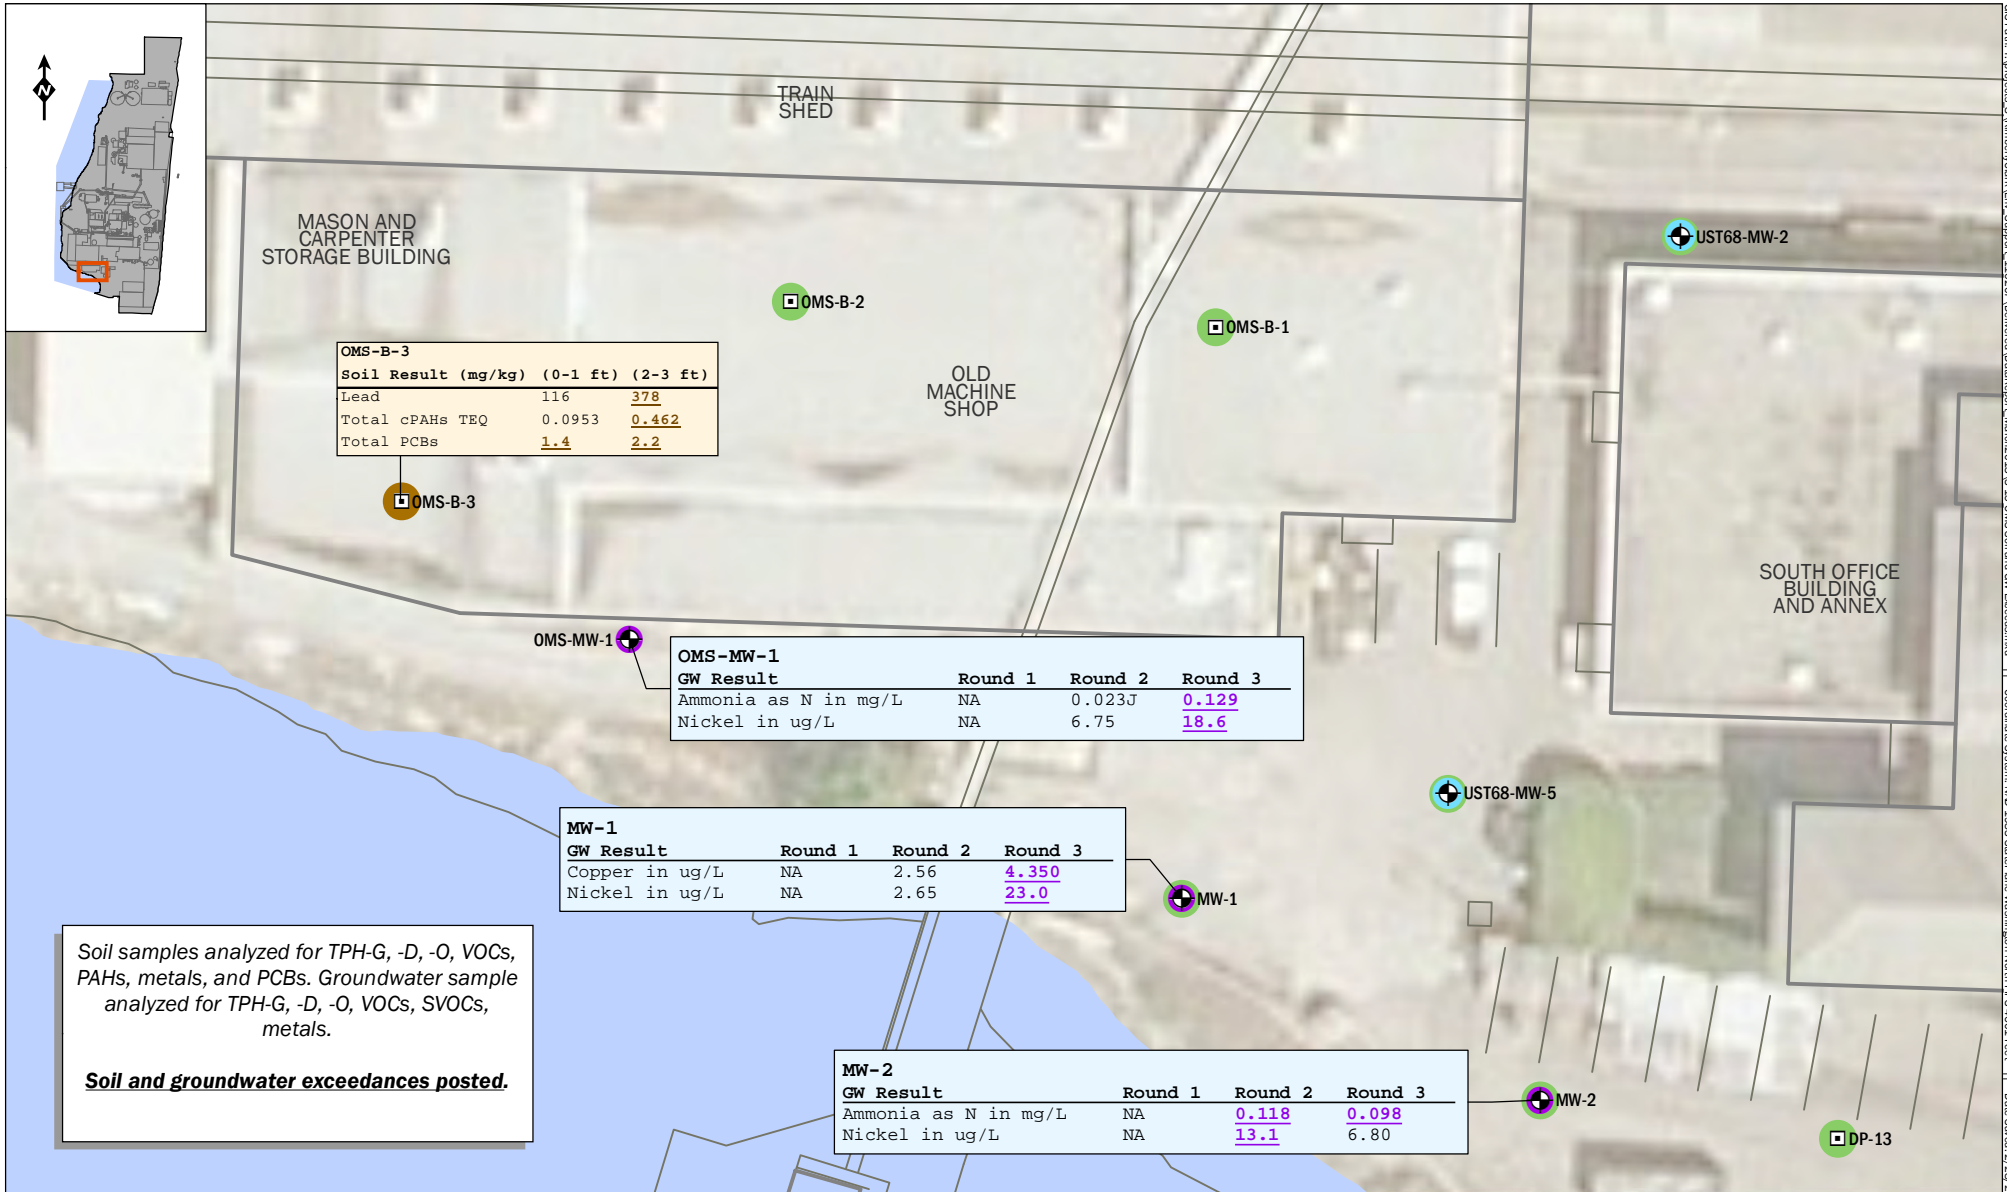 N
TRAIN
SHED
MASON AND
CARPENTER
STORAGE BUILDING
UST68-MW-2
OMS-B-2
OMS-B-1
OMS-B-3
Soil Result (mg/kg) (0-1 ft) (2-3 ft)
Lead 116 378
Total cPAHs TEQ 0.0953 0.462
Total PCBs 1.4 2.2
OLD
MACHINE
SHOP
OMS-B-3
SOUTH OFFICE
BUILDING
AND ANNEX
OMS-MW-1
OMS-MW-1
GW Result Round 1 Round 2 Round 3
Ammonia as N in mg/L NA 0.023J 0.129
Nickel in ug/L NA 6.75 18.6
UST68-MW-5
MW-1
GW Result Round 1 Round 2 Round 3
Copper in ug/L NA 2.56 4.350
Nickel in ug/L NA 2.65 23.0
MW-1
Soil samples analyzed for TPH-G, -D, -O, VOCs,
PAHs, metals, and PCBs. Groundwater sample
analyzed for TPH-G, -D, -O, VOCs, SVOCs,
metals.
Soil and groundwater exceedances posted.
MW-2
GW Result Round 1 Round 2 Round 3
Ammonia as N in mg/L NA 0.118 0.098
Nickel in ug/L NA 13.1 6.80
MW-2
DP-13